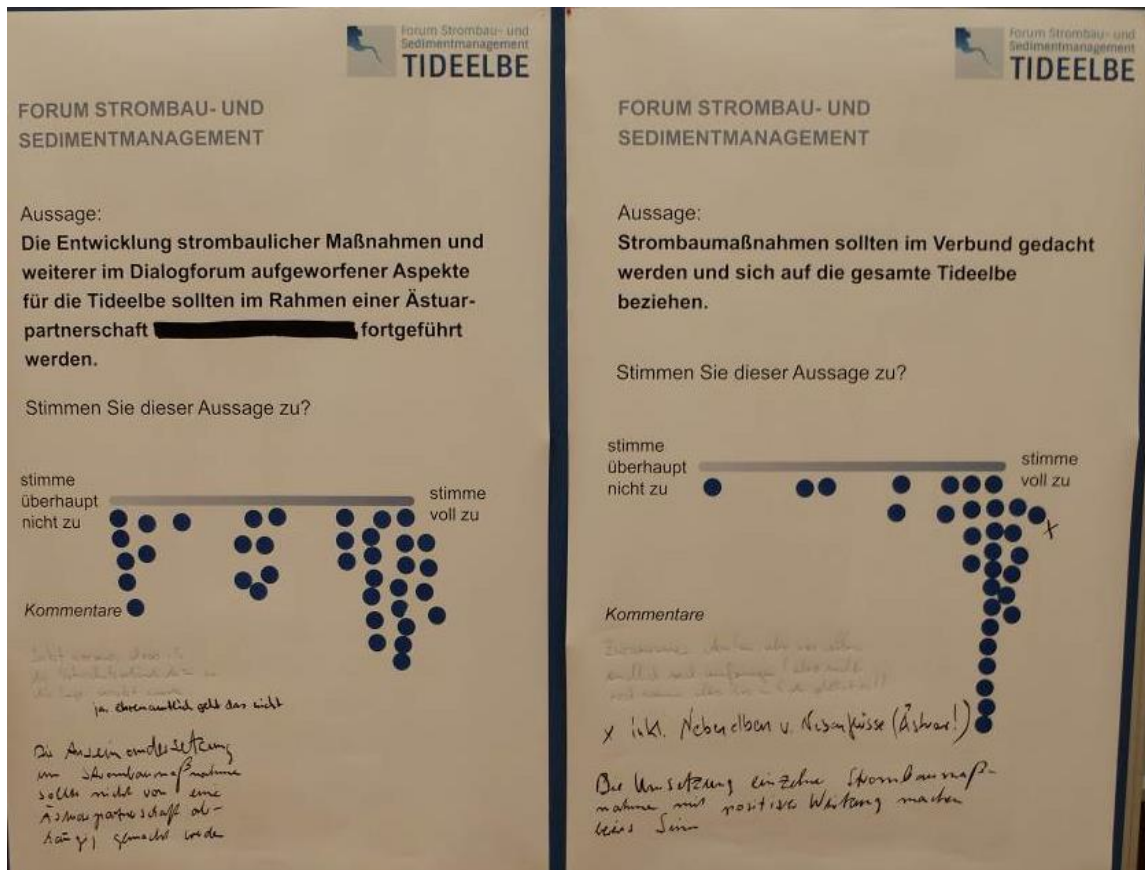 Forum Strombau- und
Sedimentmanagement
TIDEELBE
FORUM STROMBAU- UND
SEDIMENTMANAGEMENT
Aussage:
Die Entwicklung strombaulicher Maßnahmen und
weiterer im Dialogforum aufgeworfener Aspekte
für die Tideelbe sollten im Rahmen einer Ästuar-
partnerschaft fortgeführt
werden.
Stimmen Sie dieser Aussage zu?
stimme
überhaupt
nicht zu
stimme
voll zu
Kommentare
ja. ehrenamtlich geht das nicht
Die Auseinandersetzung
um Strombaumaßnahme
sollte nicht von eine
Ästuarpartnerschaft ab-
hängig gemacht werden
Forum Strombau- und
Sedimentmanagement
TIDEELBE
FORUM STROMBAU- UND
SEDIMENTMANAGEMENT
Aussage:
Strombaumaßnahmen sollten im Verbund gedacht
werden und sich auf die gesamte Tideelbe
beziehen.
Stimmen Sie dieser Aussage zu?
stimme
überhaupt
nicht zu
stimme
voll zu
x
Kommentare
x inkl. Nebenelben u. Nebenflüsse (Ästuar!)
Die Umsetzung einzelne Strombaumaß-
nahme mit positive Wirkung machen
Sinn